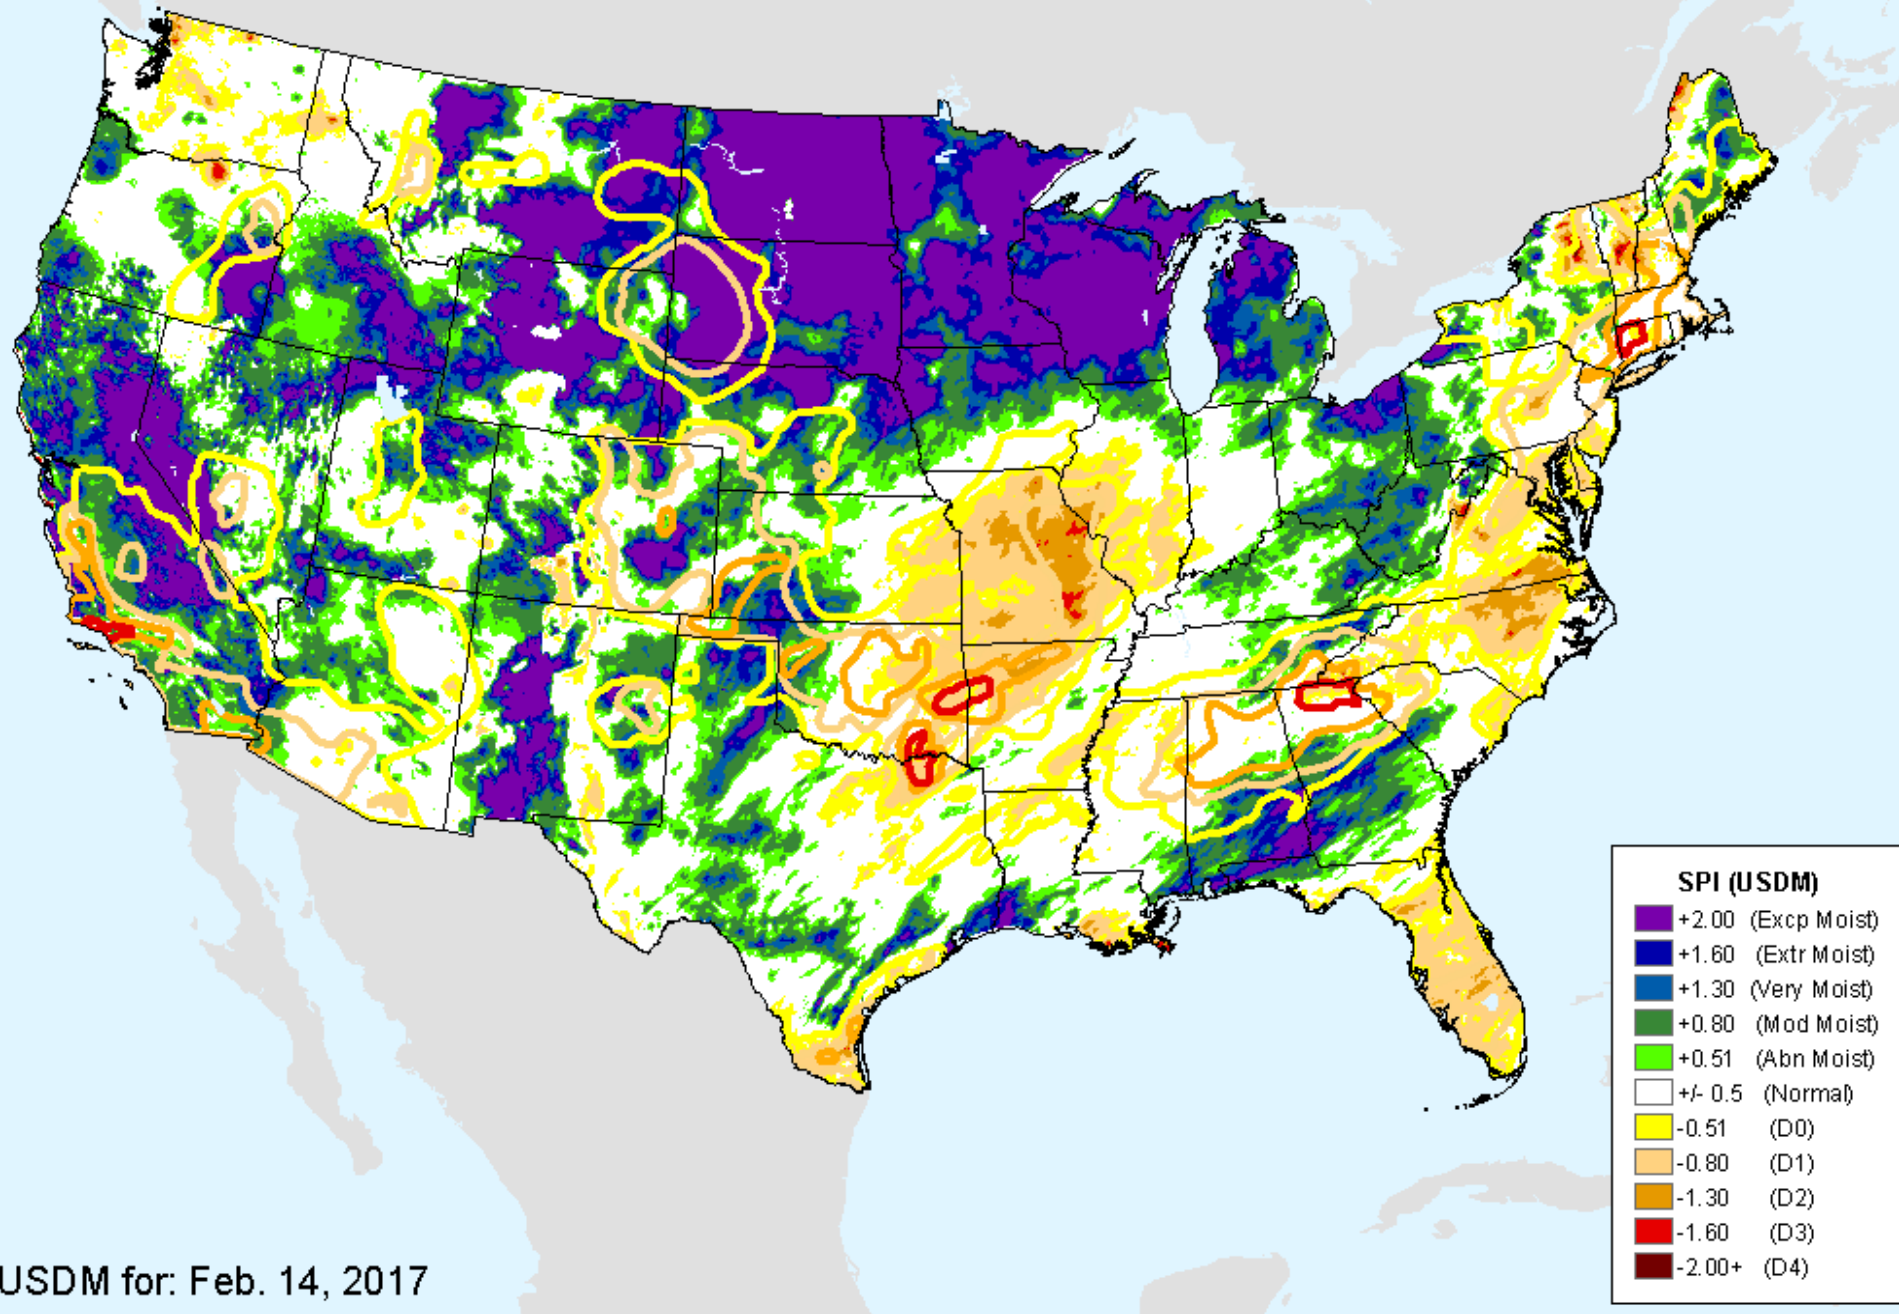 SPI (USDM)
+2.00 (Excp Moist)
+1.60 (Extr Moist)
+1.30 (Very Moist)
+0.80 (Mod Moist)
+0.51 (Abn Moist)
+/- 0.5 (Normal)
-0.51 (D0)
-0.80 (D1)
-1.30 (D2)
-1.60 (D3)
-2.00+ (D4)
USDM for: Feb. 14, 2017